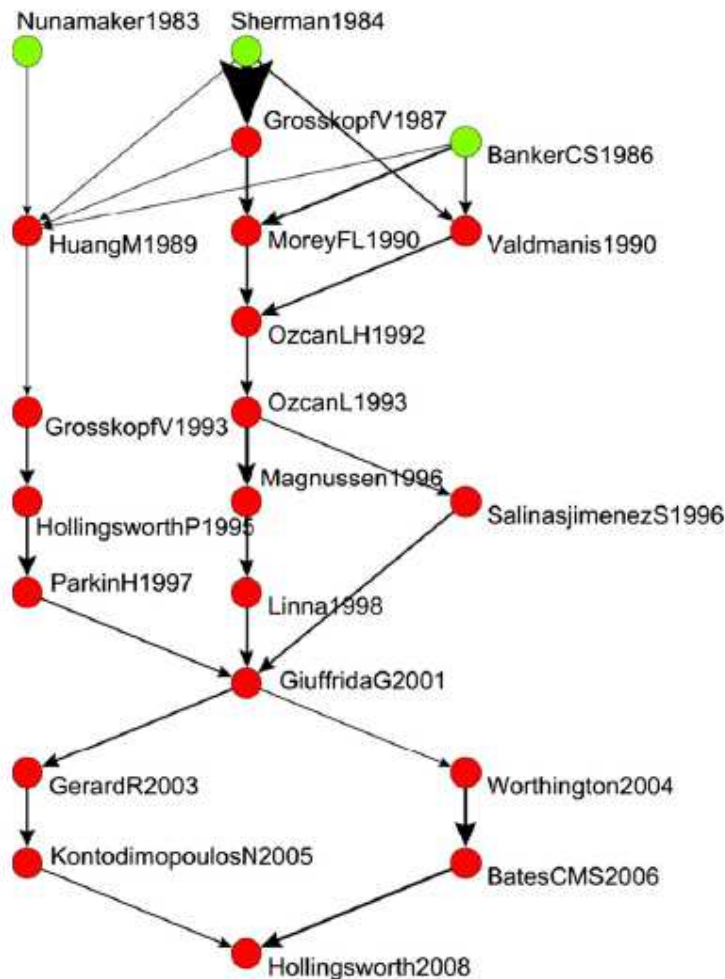 Nunamaker1983
Sherman1984
GrosskopfV1987
BankerCS1986
HuangM1989
MoreyFL1990
Valdmanis1990
OzcanLH1992
OzcanL1993
GrosskopfV1993
Magnussen1996
HollingsworthP1995
SalinasjimenezS1996
ParkinH1997
Linna1998
GiuffridaG2001
GerardR2003
Worthington2004
KontodimopoulosN2005
BatesCMS2006
Hollingsworth2008